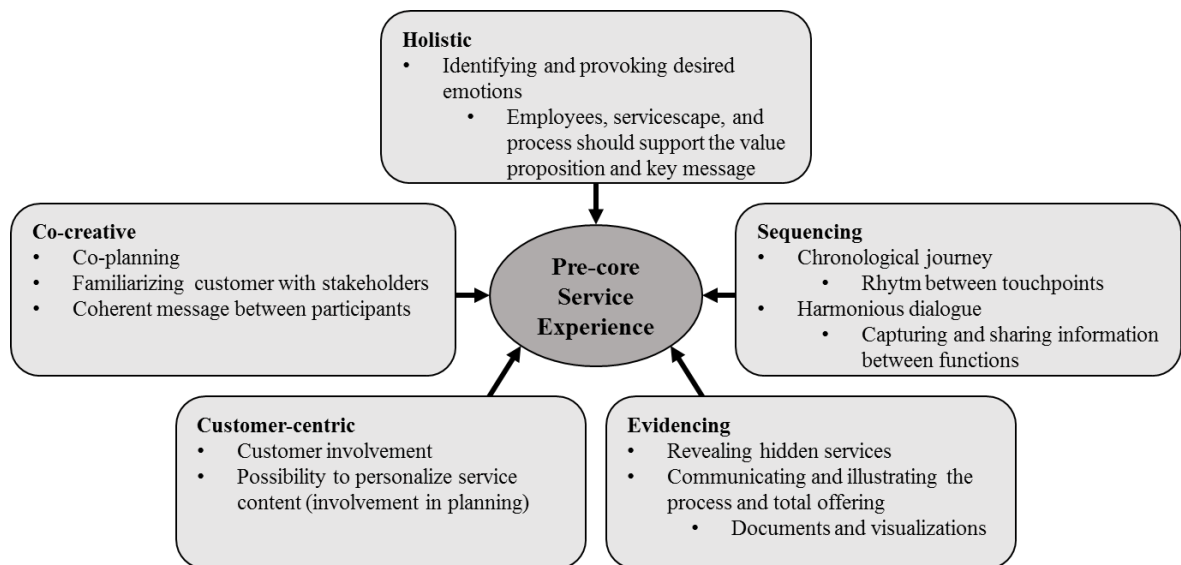 Holistic
• Identifying and provoking desired
emotions
• Employees, servicescape, and
process should support the value
proposition and key message
Co-creative
• Co-planning
• Familiarizing customer with stakeholders
• Coherent message between participants
Pre-core
Service
Experience
Sequencing
• Chronological journey
• Rhytm between touchpoints
• Harmonious dialogue
• Capturing and sharing information
between functions
Customer-centric
• Customer involvement
• Possibility to personalize service
content (involvement in planning)
Evidencing
• Revealing hidden services
• Communicating and illustrating the
process and total offering
• Documents and visualizations